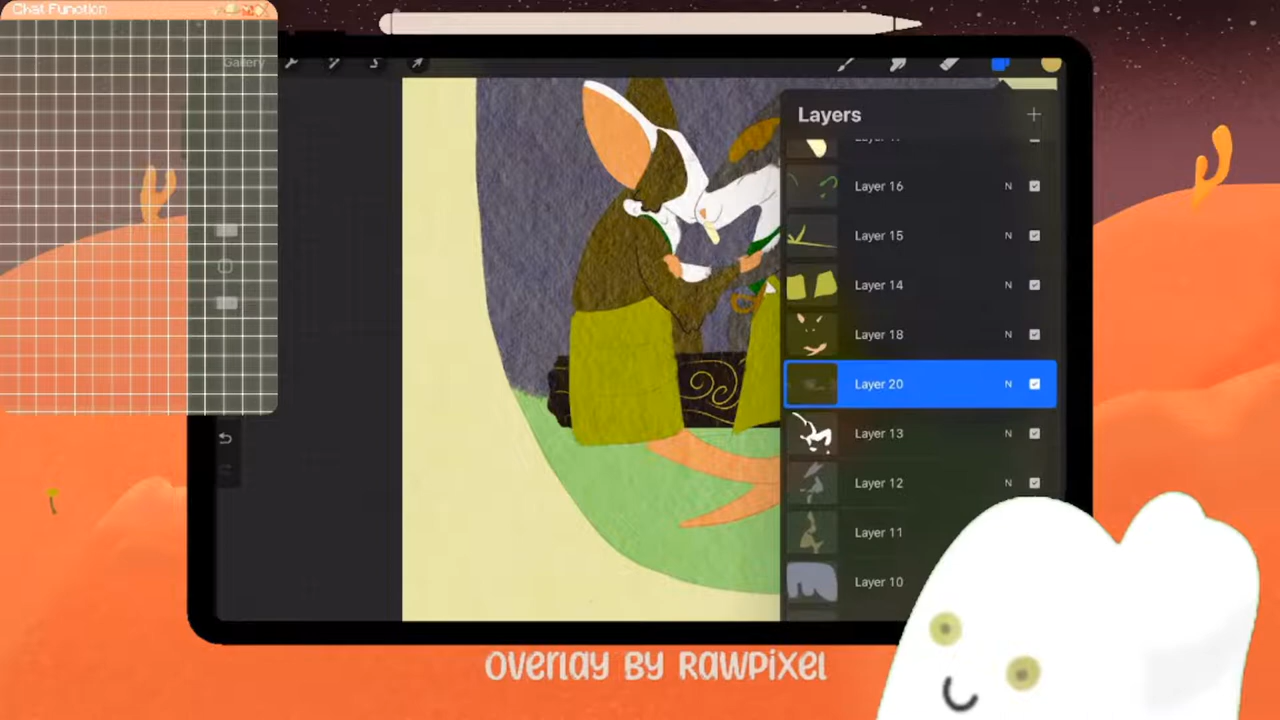 Chat Function
Gallery
Layers
Layer 16 N
Layer 15 N
Layer 14 N
Layer 18 N
Layer 20 N
Layer 13 N
Layer 12 N
Layer 11
Layer 10
Overlay by Rawpixel